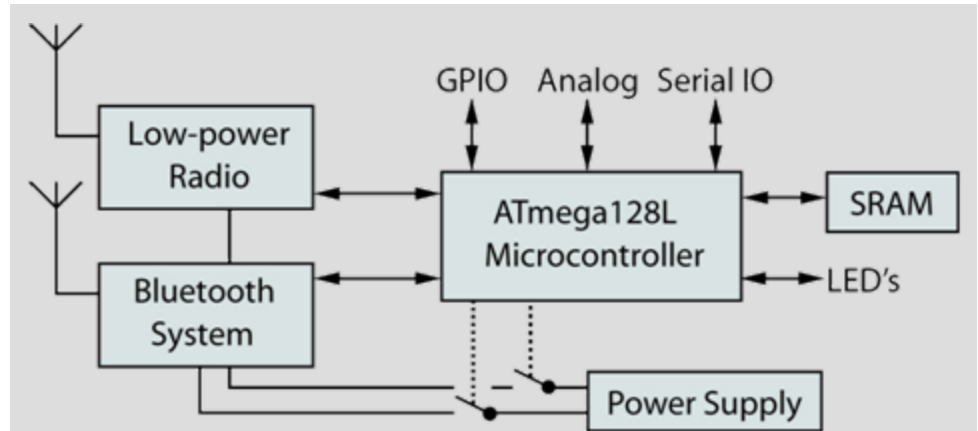 GPIO Analog Serial IO
Low-power
Radio
ATmega128L
Microcontroller
SRAM
LED's
Bluetooth
System
Power Supply